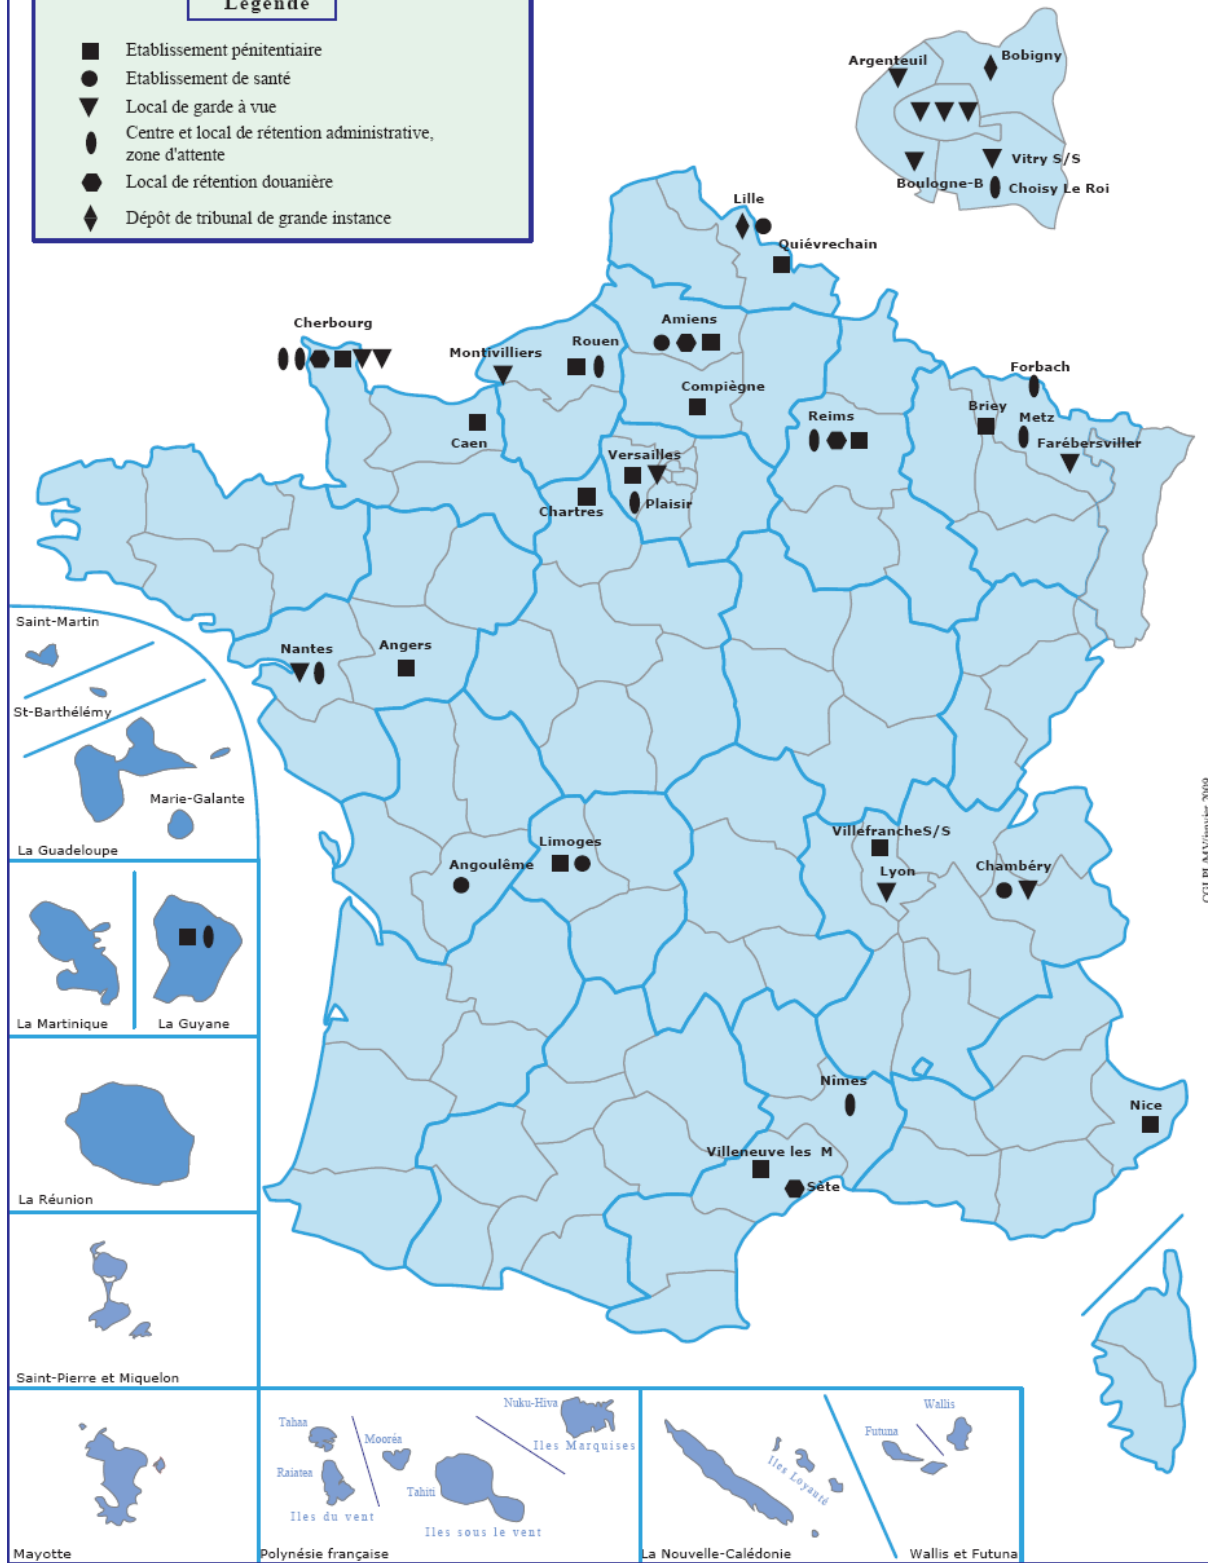 Légende
Etablissement pénitentiaire
Etablissement de santé
Local de garde à vue
Centre et local de rétention administrative,
zone d'attente
Local de rétention douanière
Dépôt de tribunal de grande instance
Argenteuil
Bobigny
Vitry S/S
Boulogne-B
Choisy Le Roi
Lille
Quiévrechain
Cherbourg
Amiens
Rouen
Montivilliers
Compiègne
Forbach
Briey
Metz
Reims
Farébersviller
Caen
Versailles
Chartres
Plaisir
Saint-Martin
Nantes
Angers
St-Barthélémy
Marie-Galante
La Guadeloupe
VillefrancheS/S
Limoges
Angoulême
Lyon
Chambéry
La Martinique
La Guyane
Nîmes
Nice
Villeneuve les M
Sète
La Réunion
Saint-Pierre et Miquelon
Nuku-Hiva
Iles Marquises
Tahaa
Mooréa
Raiatea
Tahiti
Iles du vent
Iles sous le vent
Iles Loyauté
Wallis
Futuna
Mayotte
Polynésie française
La Nouvelle-Calédonie
Wallis et Futuna